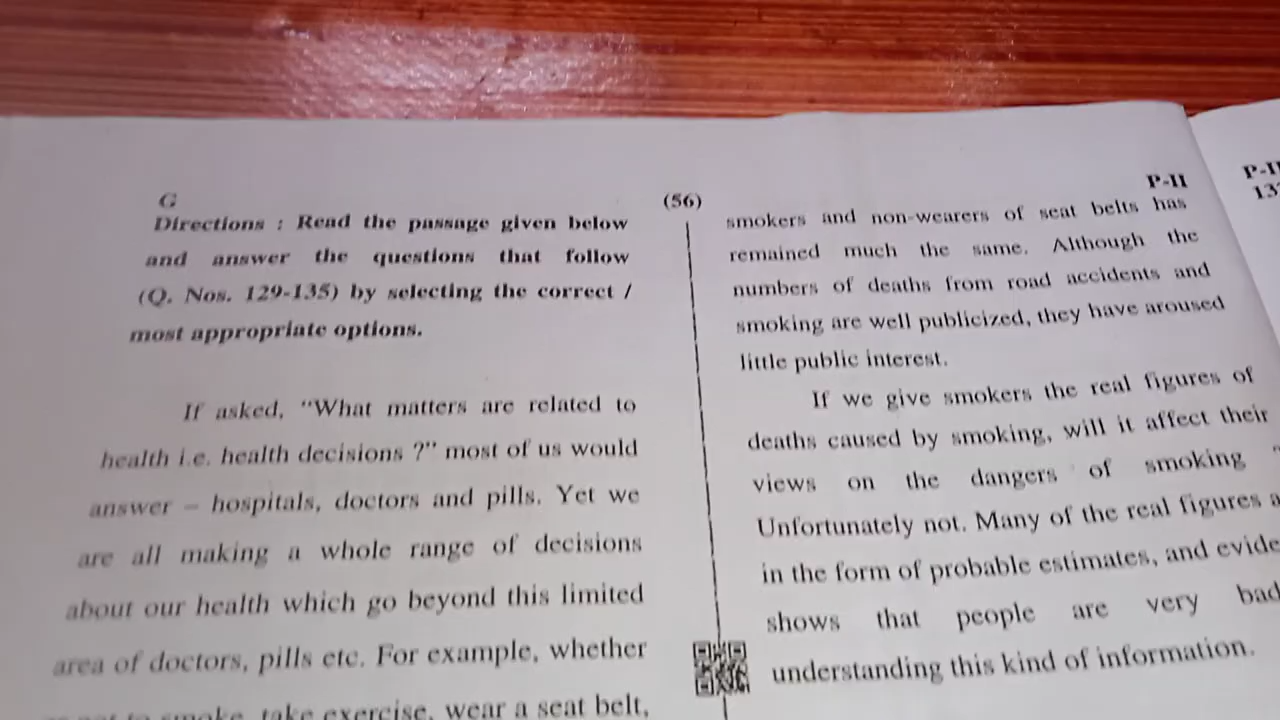 G
(56)
P-II
Directions : Read the passage given below
and answer the questions that follow
(Q. Nos. 129-135) by selecting the correct /
most appropriate options.
If asked, "What matters are related to
health i.e. health decisions ?" most of us would
answer – hospitals, doctors and pills. Yet we
are all making a whole range of decisions
about our health which go beyond this limited
area of doctors, pills etc. For example, whether
to smoke, take exercise, wear a seat belt,
smokers and non-wearers of seat belts has
remained much the same. Although the
numbers of deaths from road accidents and
smoking are well publicized, they have aroused
little public interest.
If we give smokers the real figures of
deaths caused by smoking, will it affect their
views on the dangers of smoking
Unfortunately not. Many of the real figures
in the form of probable estimates, and
shows that people are very bad
understanding this kind of information.